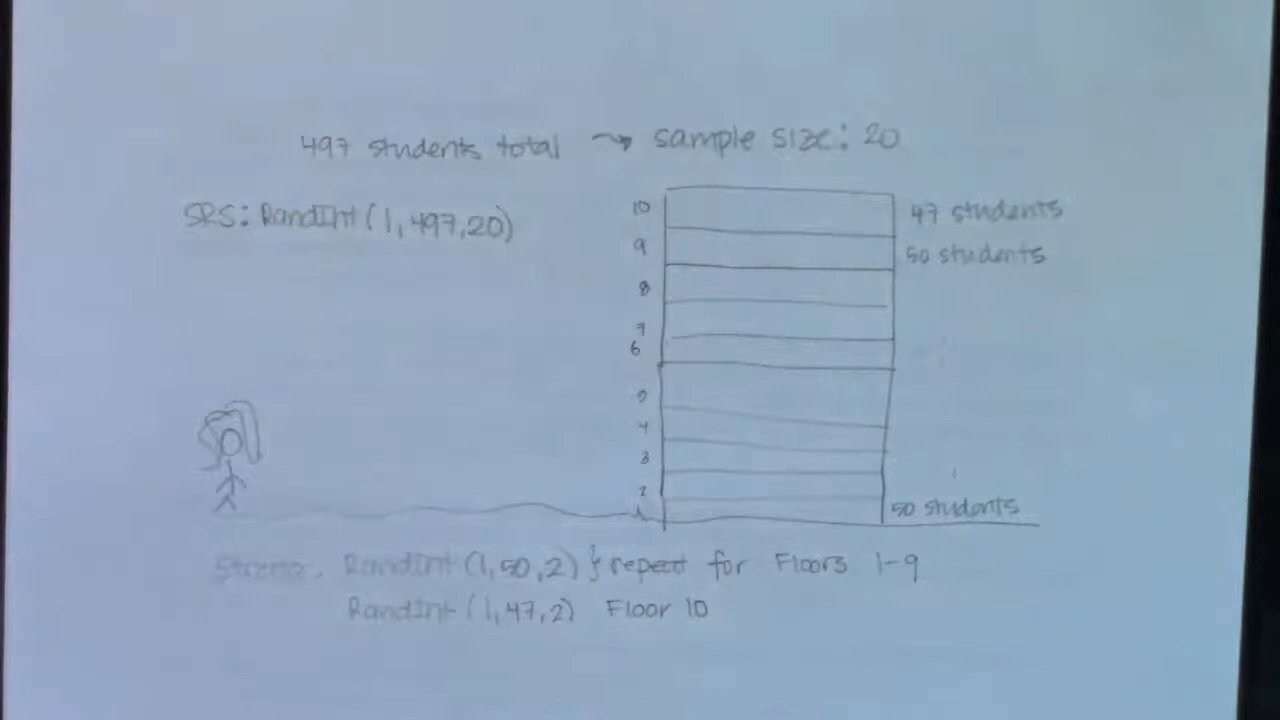 497 students total → sample size: 20
SRS: RandInt(1,497,20)
10 47 students
9 50 students
8
7
6
5
4
3
2
1 50 students
Strata: RandInt(1,50,2) } repeat for Floors 1-9
RandInt(1,47,2) Floor 10